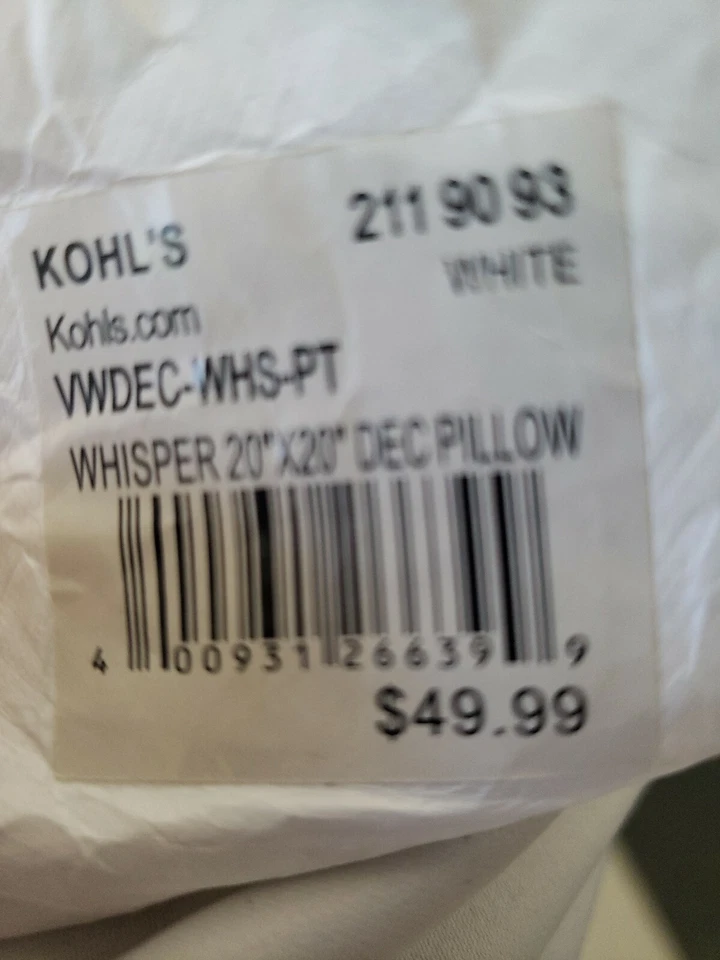 KOHL'S 211 90 93
WHITE
Kohls.com
VWDEC-WHS-PT
WHISPER 20"X20" DEC PILLOW
4 00931 26639 9
$49.99